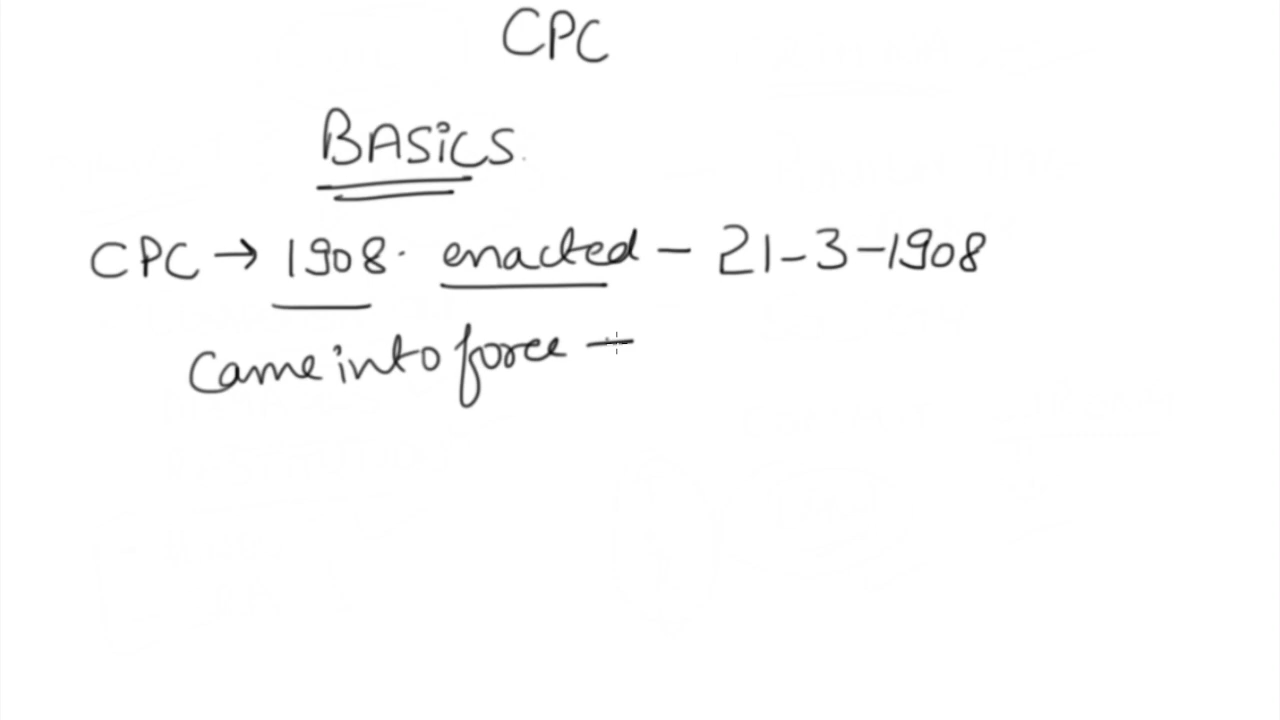 CPC
BASiCS.
CPC → 1908. enacted - 21-3-1908
Came into force -